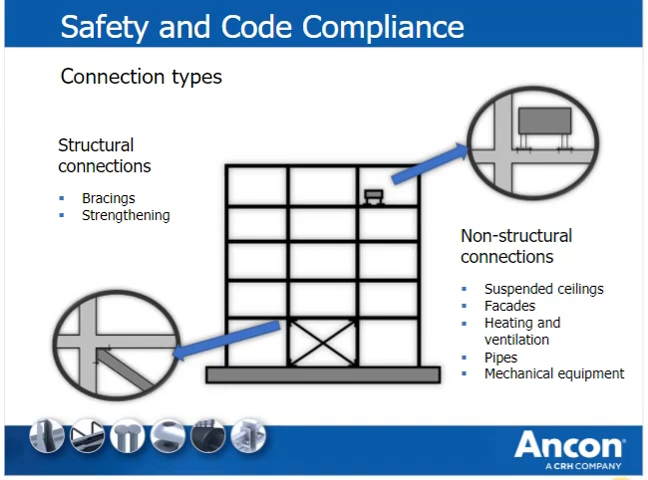 Safety and Code Compliance
Connection types
Structural
connections
Bracings
Strengthening
Non-structural
connections
Suspended ceilings
Facades
Heating and
ventilation
Pipes
Mechanical equipment
Ancon®
A CRH COMPANY